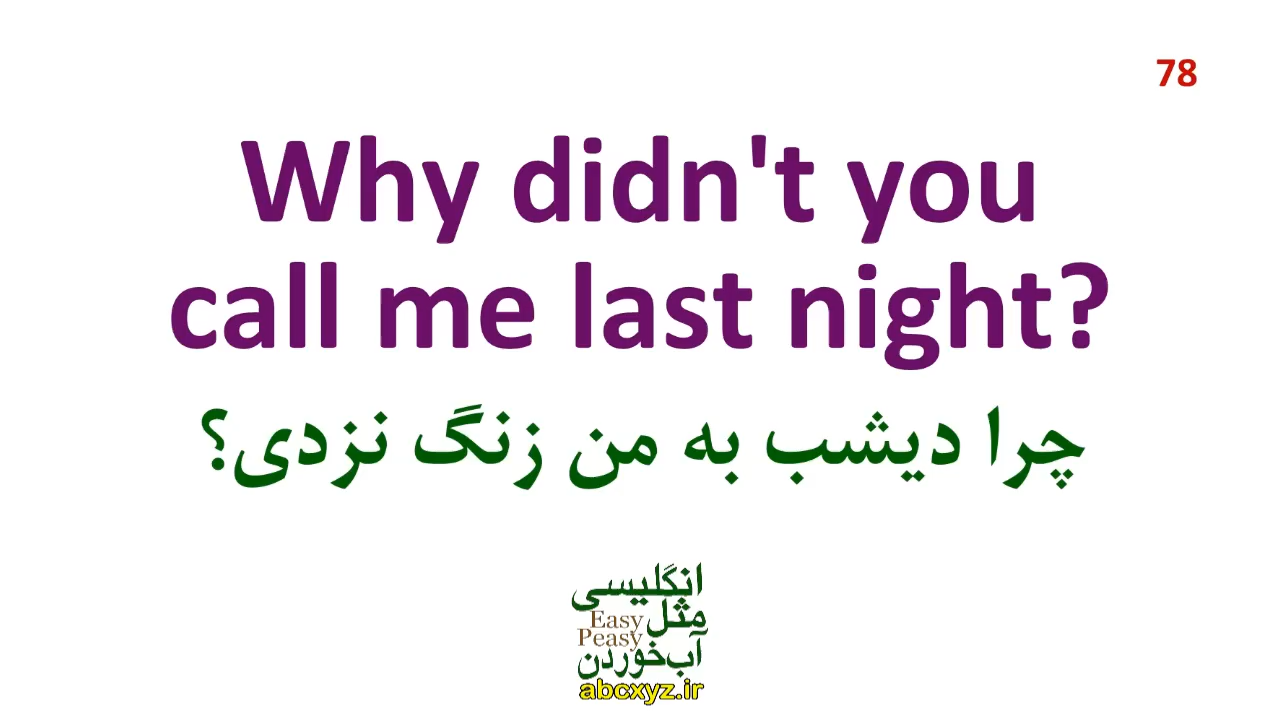 78
Why didn't you
call me last night?
چرا دیشب به من زنگ نزدی؟
انگلیسی
مثل
Easy
Peasy
آب‌خوردن
abcxyz.ir